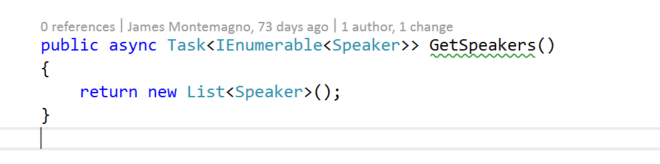 0 references | James Montemagno, 73 days ago | 1 author, 1 change
public async Task<IEnumerable<Speaker>> GetSpeakers()
{
    return new List<Speaker>();
}